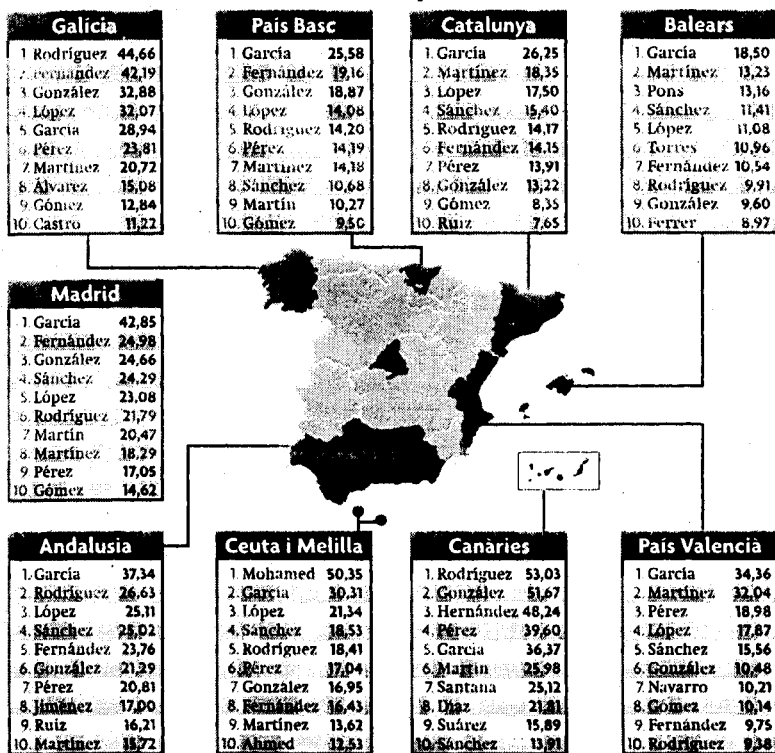 Galícia
1. Rodríguez 44,66
2. Fernández 42,19
3. González 32,88
4. López 32,07
5. García 28,94
6. Pérez 23,81
7. Martínez 20,72
8. Álvarez 15,08
9. Gómez 12,84
10. Castro 11,22
País Basc
1. García 25,58
2. Fernández 19,16
3. González 18,87
4. López 14,08
5. Rodríguez 14,20
6. Pérez 14,19
7. Martínez 14,18
8. Sánchez 10,68
9. Martín 10,27
10. Gómez 9,50
Catalunya
1. García 26,25
2. Martínez 18,35
3. López 17,50
4. Sánchez 15,40
5. Rodríguez 14,17
6. Fernández 14,15
7. Pérez 13,91
8. González 13,22
9. Gómez 8,35
10. Ruiz 7,65
Balears
1. García 18,50
2. Martínez 13,23
3. Pons 13,16
4. Sánchez 11,41
5. López 11,08
6. Torres 10,96
7. Fernández 10,54
8. Rodríguez 9,91
9. González 9,60
10. Ferrer 8,97
Madrid
1. García 42,85
2. Fernández 24,98
3. González 24,66
4. Sánchez 24,29
5. López 23,08
6. Rodríguez 21,79
7. Martín 20,47
8. Martínez 18,29
9. Pérez 17,05
10. Gómez 14,62
Andalusia
1. García 37,34
2. Rodríguez 26,63
3. López 25,11
4. Sánchez 25,02
5. Fernández 23,76
6. González 21,29
7. Pérez 20,81
8. Jiménez 17,00
9. Ruiz 16,21
10. Martínez 15,72
Ceuta i Melilla
1. Mohamed 50,35
2. García 30,31
3. López 21,34
4. Sánchez 18,53
5. Rodríguez 18,41
6. Pérez 17,04
7. González 16,95
8. Fernández 16,43
9. Martínez 13,62
10. Ahmed 12,53
Canàries
1. Rodríguez 53,03
2. González 51,67
3. Hernández 48,24
4. Pérez 39,60
5. García 36,37
6. Martín 25,98
7. Santana 25,12
8. Díaz 21,81
9. Suárez 15,89
10. Sánchez 13,91
País Valencià
1. García 34,36
2. Martínez 32,04
3. Pérez 18,98
4. López 17,87
5. Sánchez 15,56
6. González 10,48
7. Navarro 10,21
8. Gómez 10,14
9. Fernández 9,75
10. Rodríguez 9,38